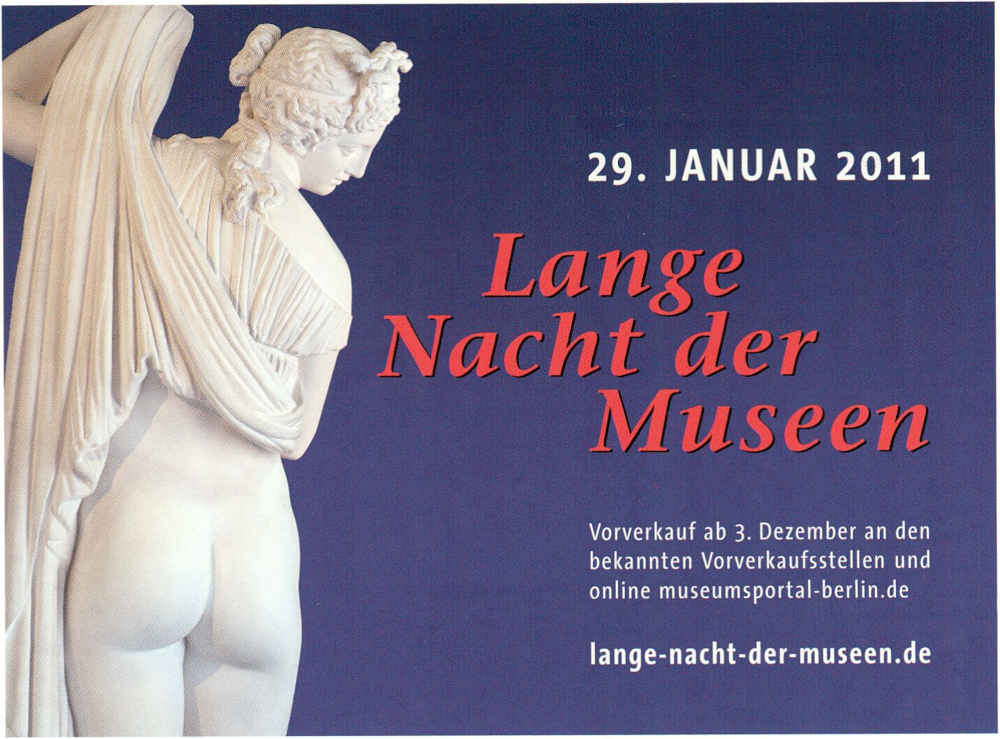 29. JANUAR 2011
Lange
Nacht der
Museen
Vorverkauf ab 3. Dezember an den
bekannten Vorverkaufsstellen und
online museumsportal-berlin.de
lange-nacht-der-museen.de